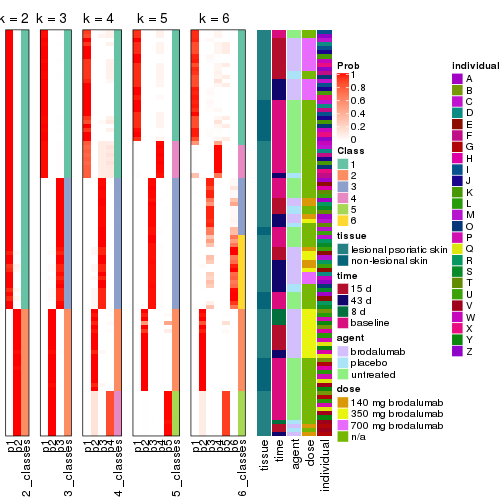 k = 2
k = 3
k = 4
k = 5
k = 6
Prob
1
0.8
0.6
0.4
0.2
0
Class
1
2
3
4
5
6
tissue
lesional psoriatic skin
non-lesional skin
time
15 d
43 d
8 d
baseline
agent
brodalumab
placebo
untreated
dose
140 mg brodalumab
350 mg brodalumab
700 mg brodalumab
n/a
individual
A
B
C
D
E
F
G
H
I
J
K
L
M
O
P
Q
R
S
T
U
V
W
X
Y
Z
p1
p2
2_classes
p1
p2
p3
3_classes
p1
p2
p3
p4
4_classes
p1
p2
p3
p4
p5
5_classes
p1
p2
p3
p4
p5
p6
6_classes
tissue
time
agent
dose
individual